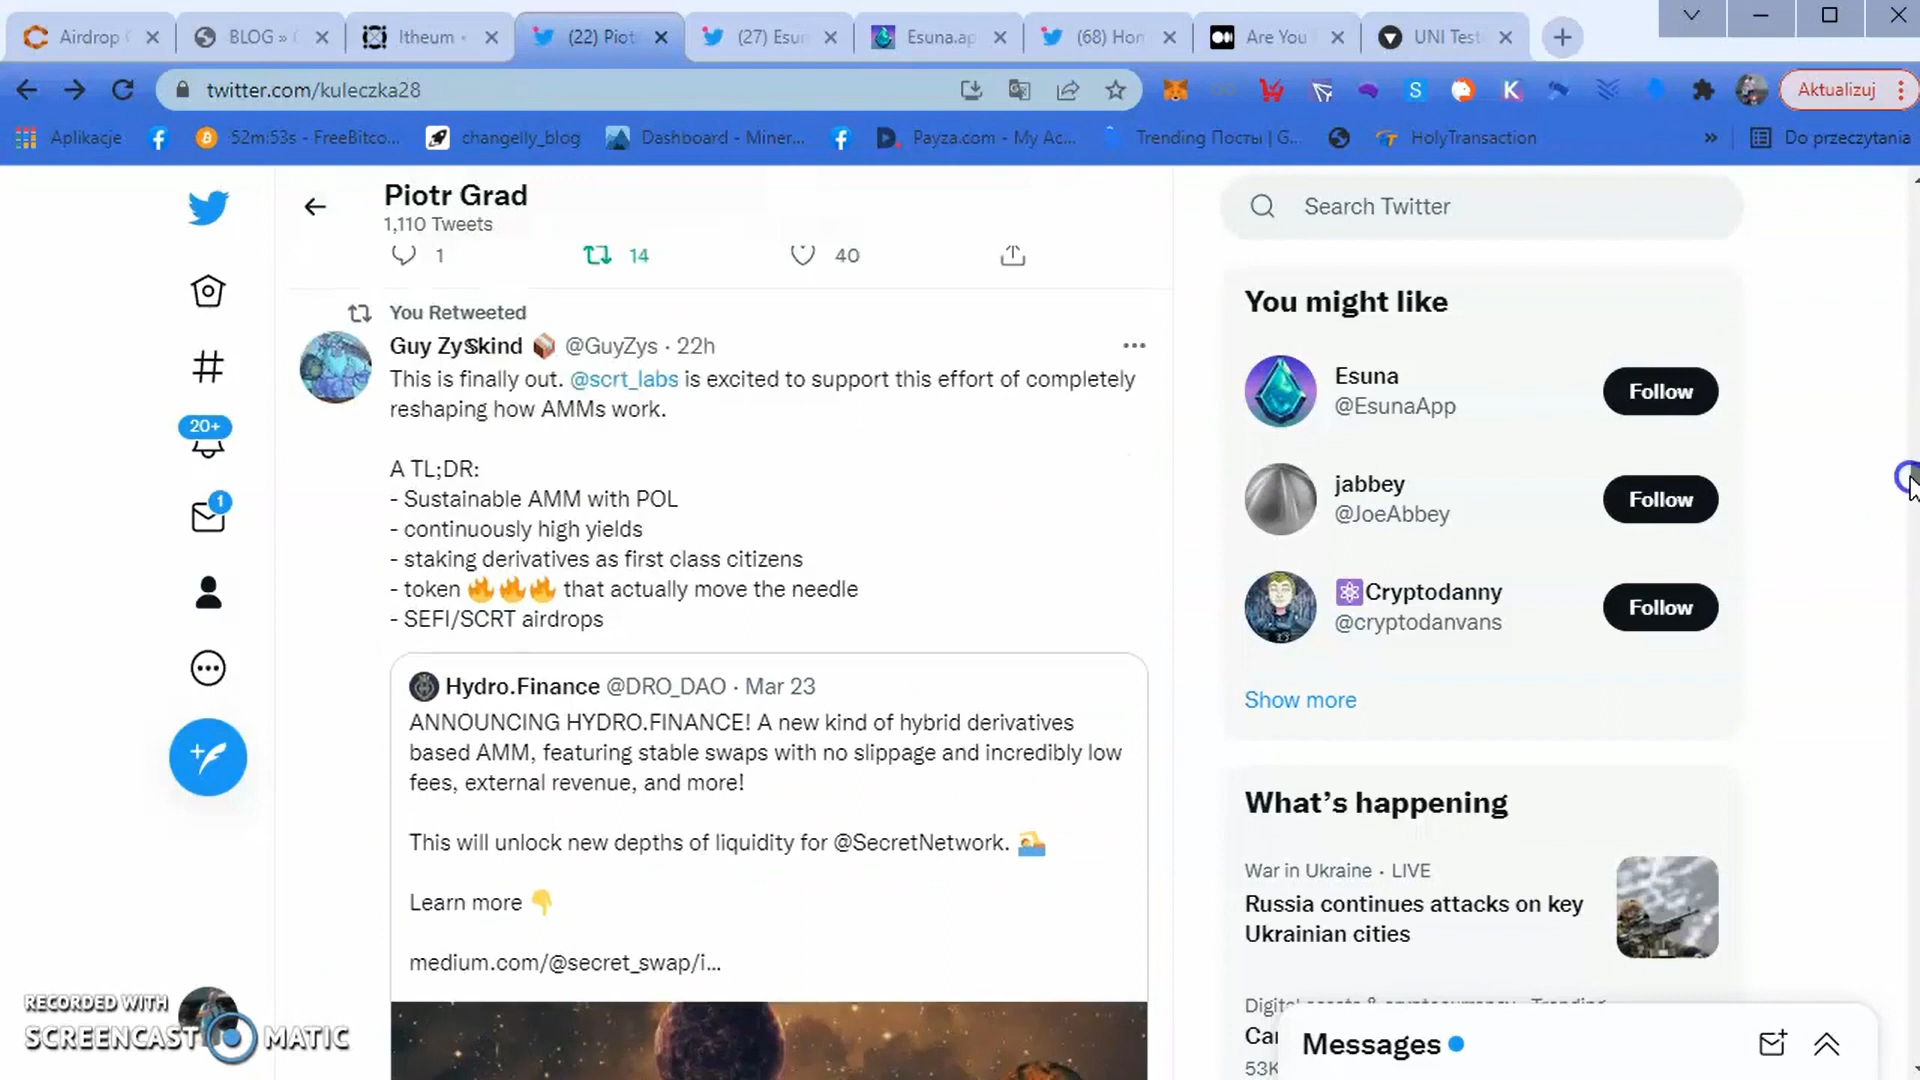 Airdrop
BLOG »
Itheum
(22) Piot
(27) Esun
Esuna.ap
(68) Hom
Are You
UNI Test
twitter.com/kuleczka28
Aktualizuj
Aplikacje
52m:53s - FreeBitco...
changelly_blog
Dashboard - Miner...
Payza.com - My Ac...
Trending Посты | G...
HolyTransaction
»
Do przeczytania
Piotr Grad
1,110 Tweets
1
14
40
You Retweeted
Guy Zyskind @GuyZys · 22h
This is finally out. @scrt_labs is excited to support this effort of completely
reshaping how AMMs work.
A TL;DR:
- Sustainable AMM with POL
- continuously high yields
- staking derivatives as first class citizens
- token 🔥🔥🔥 that actually move the needle
- SEFI/SCRT airdrops
Hydro.Finance @DRO_DAO · Mar 23
ANNOUNCING HYDRO.FINANCE! A new kind of hybrid derivatives
based AMM, featuring stable swaps with no slippage and incredibly low
fees, external revenue, and more!
This will unlock new depths of liquidity for @SecretNetwork. 🏊
Learn more 👇
medium.com/@secret_swap/i...
20+
1
Search Twitter
You might like
Esuna
@EsunaApp
Follow
jabbey
@JoeAbbey
Follow
⚛Cryptodanny
@cryptodanvans
Follow
Show more
What's happening
War in Ukraine · LIVE
Russia continues attacks on key
Ukrainian cities
53K
Messages
RECORDED WITH
SCREENCAST MATIC